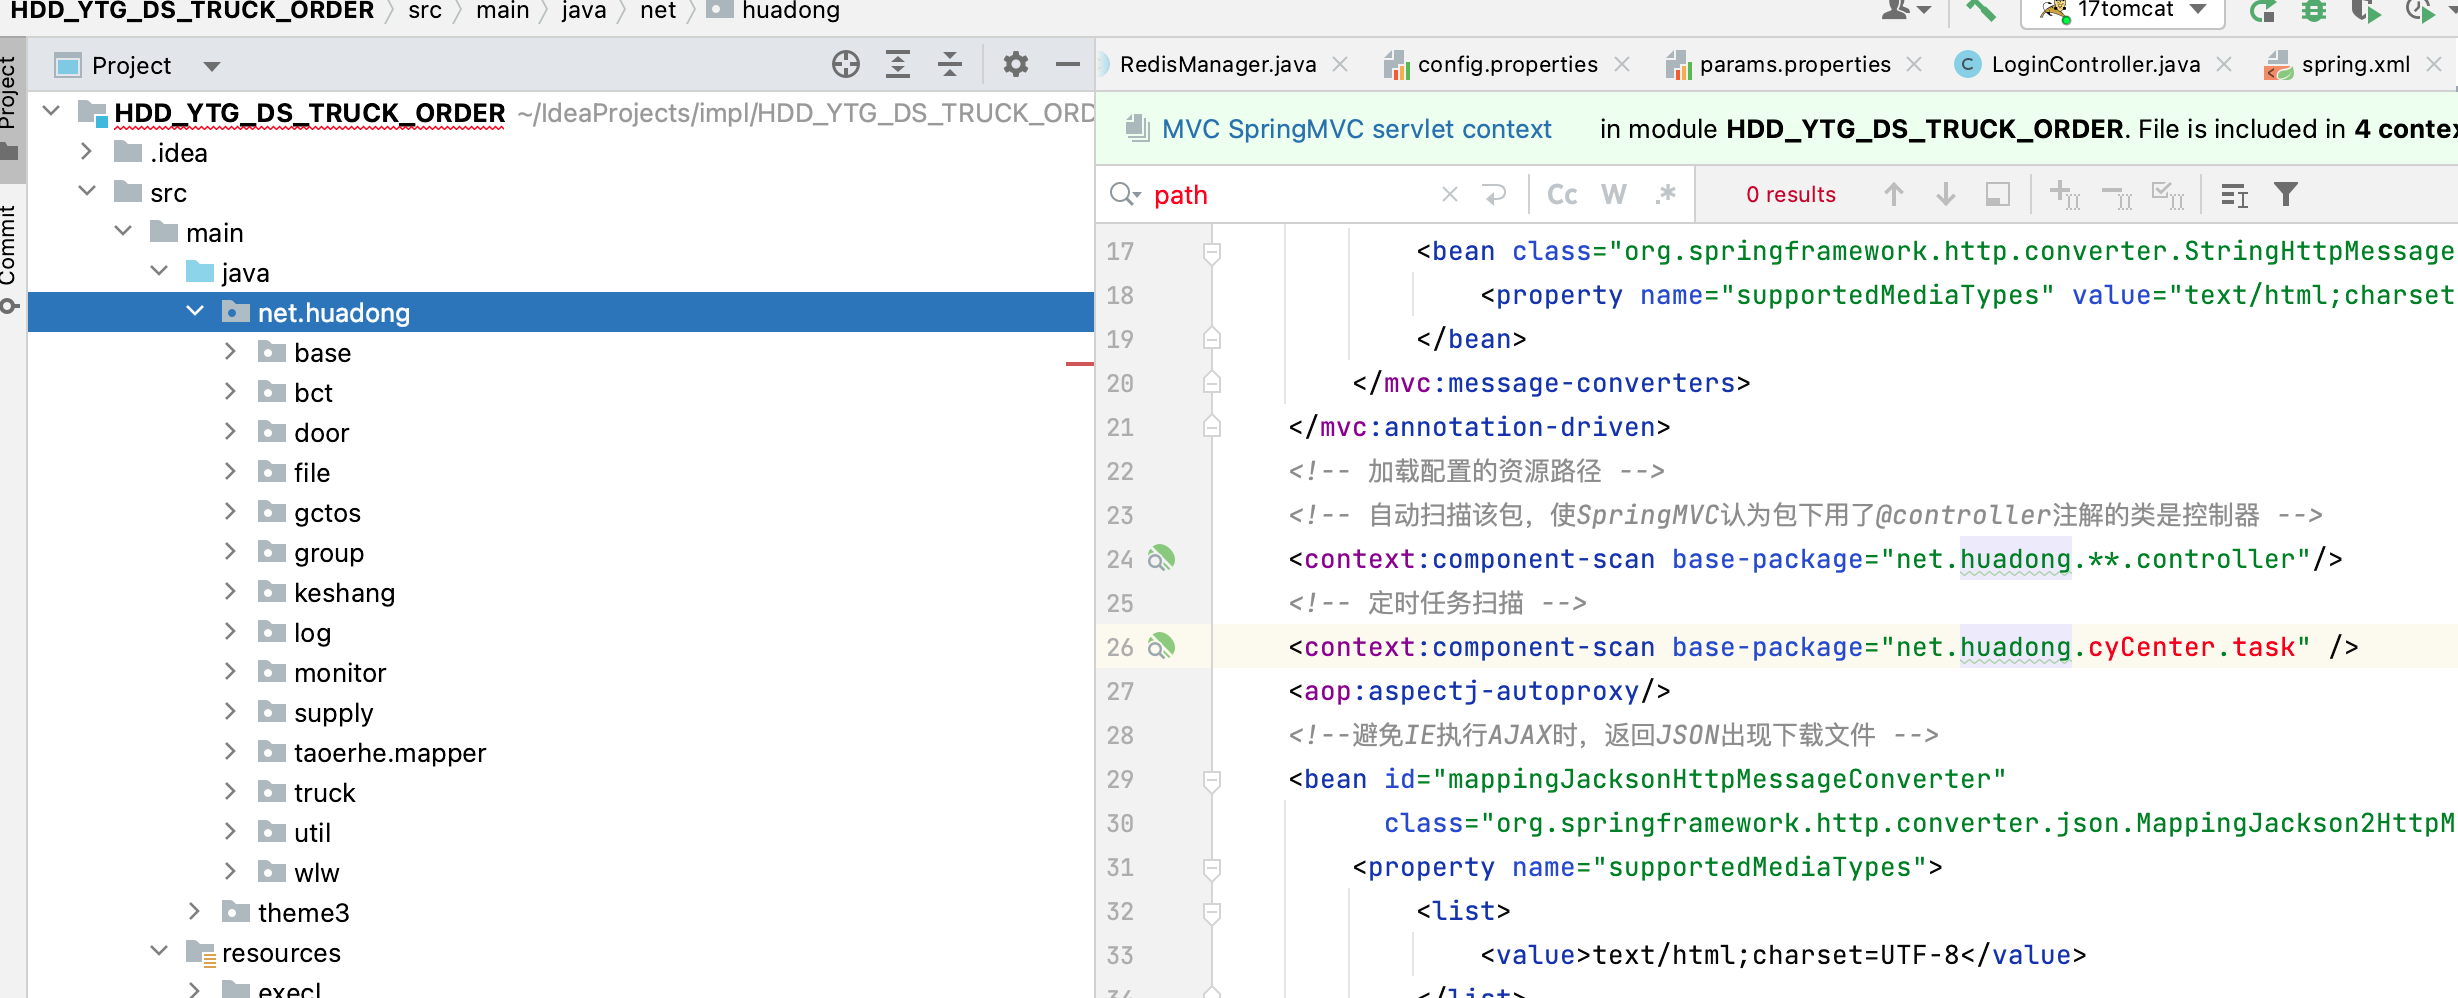 HDD_YTG_DS_TRUCK_ORDER 〉 src 〉 main 〉 java 〉 net 〉 huadong
17tomcat
Project
Commit
Project
RedisManager.java
config.properties
params.properties
LoginController.java
spring.xml
HDD_YTG_DS_TRUCK_ORDER ~/IdeaProjects/impl/HDD_YTG_DS_TRUCK_ORD
.idea
src
main
java
net.huadong
base
bct
door
file
gctos
group
keshang
log
monitor
supply
taoerhe.mapper
truck
util
wlw
theme3
resources
execl
MVC SpringMVC servlet context in module HDD_YTG_DS_TRUCK_ORDER. File is included in 4 contex
path
Cc W .* 0 results
17 <bean class="org.springframework.http.converter.StringHttpMessage
18 <property name="supportedMediaTypes" value="text/html;charset
19 </bean>
20 </mvc:message-converters>
21 </mvc:annotation-driven>
22 <!-- 加载配置的资源路径 -->
23 <!-- 自动扫描该包，使SpringMVC认为包下用了@controller注解的类是控制器 -->
24 <context:component-scan base-package="net.huadong.**.controller"/>
25 <!-- 定时任务扫描 -->
26 <context:component-scan base-package="net.huadong.cyCenter.task" />
27 <aop:aspectj-autoproxy/>
28 <!--避免IE执行AJAX时，返回JSON出现下载文件 -->
29 <bean id="mappingJacksonHttpMessageConverter"
30 class="org.springframework.http.converter.json.MappingJackson2HttpM
31 <property name="supportedMediaTypes">
32 <list>
33 <value>text/html;charset=UTF-8</value>
34 </list>